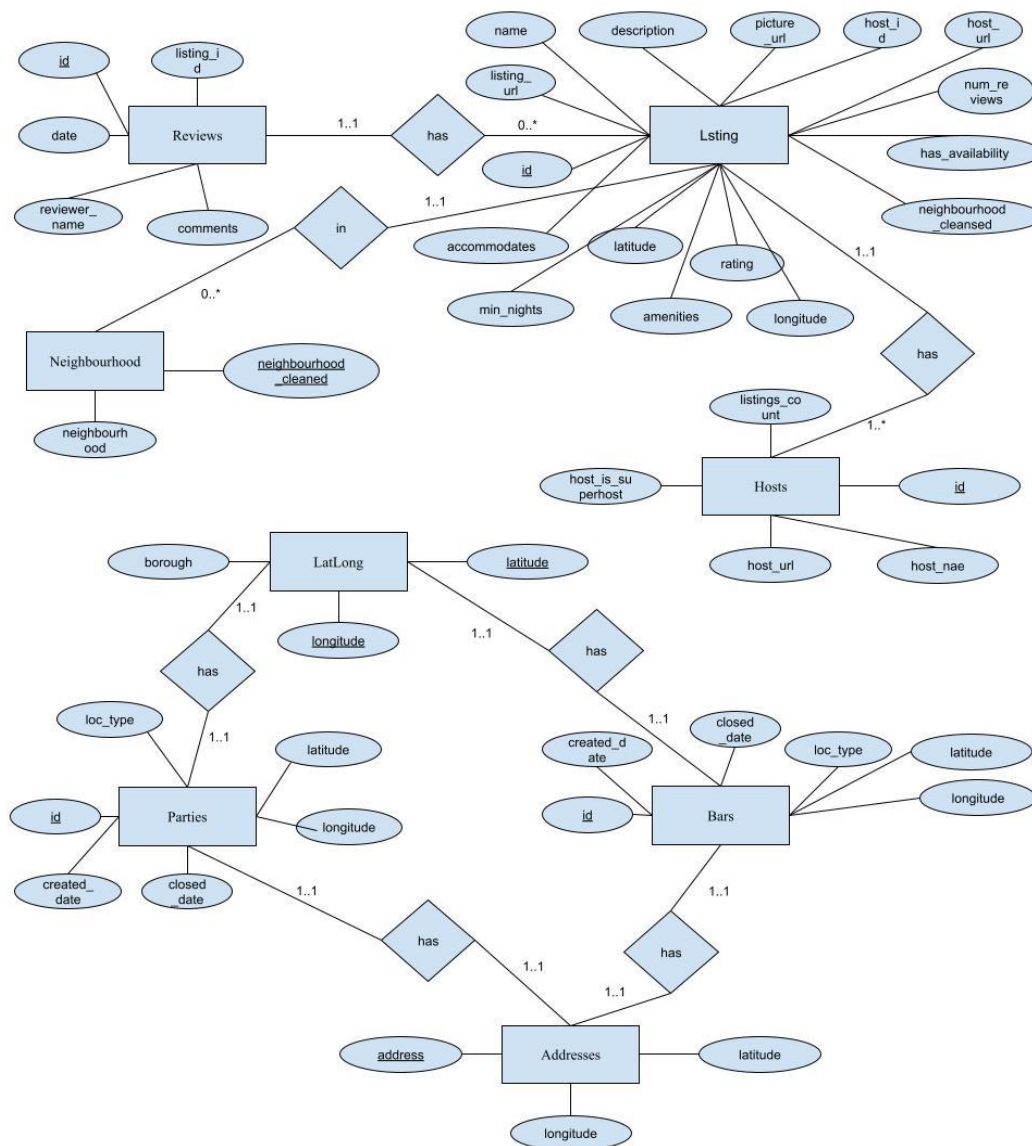 name
description
picture
_url
host_i
d
host_
url
id
listing_i
d
listing_
url
num_re
views
date
Reviews
1..1
has
0..*
Lsting
has_availability
id
reviewer_
name
comments
in
1..1
neighbourhood
_cleansed
accommodates
latitude
rating
1..1
0..*
min_nights
amenities
longitude
Neighbourhood
neighbourhood
_cleaned
has
neighbourh
ood
listings_co
unt
1..*
host_is_su
perhost
Hosts
id
borough
LatLong
latitude
host_url
host_nae
1..1
longitude
1..1
has
has
loc_type
1..1
latitude
1..1
created_d
ate
closed
_date
loc_type
latitude
id
Parties
longitude
id
Bars
longitude
created_
date
closed
_date
1..1
1..1
has
has
1..1
1..1
address
Addresses
latitude
longitude